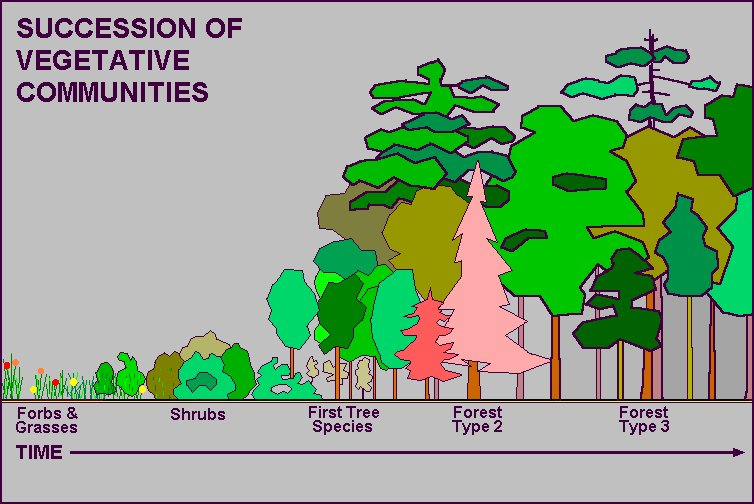 SUCCESSION OF
VEGETATIVE
COMMUNITIES
Forbs &
Grasses
Shrubs
First Tree
Species
Forest
Type 2
Forest
Type 3
TIME